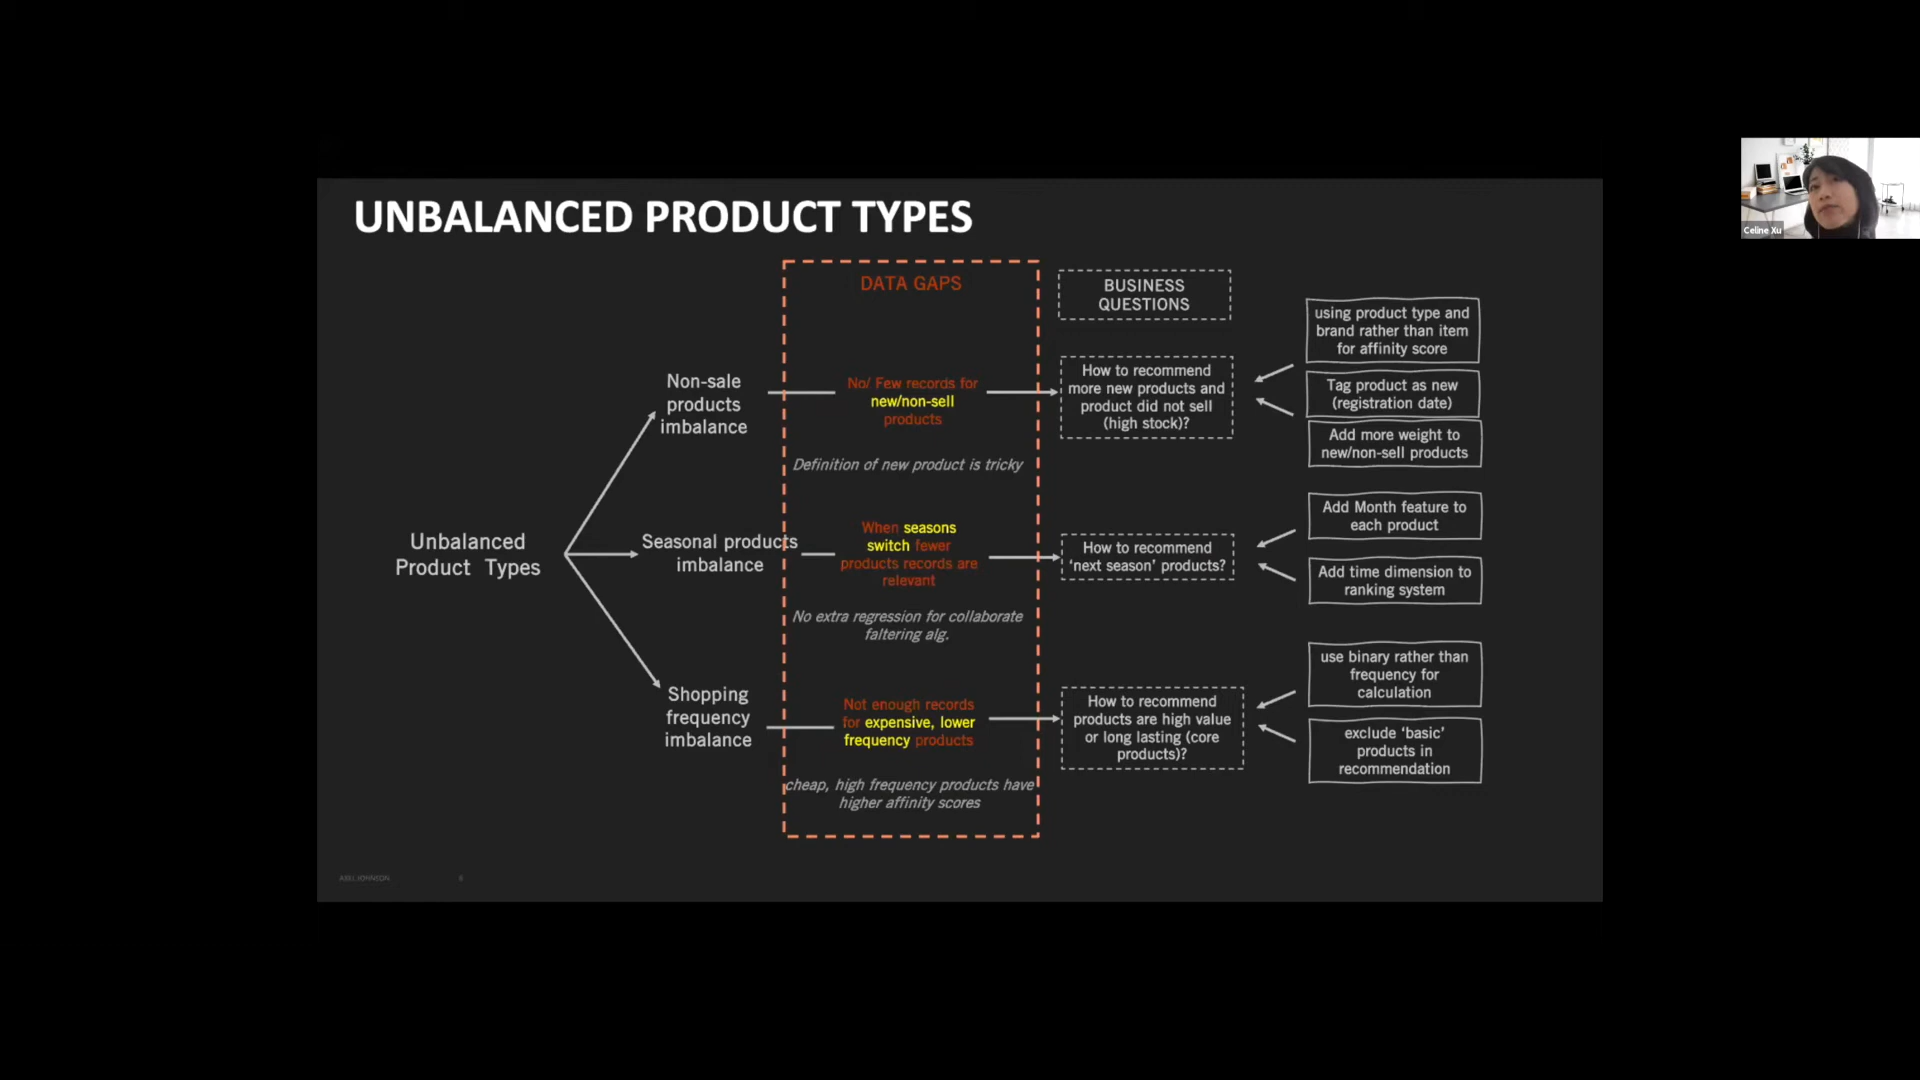 UNBALANCED PRODUCT TYPES
DATA GAPS
BUSINESS
QUESTIONS
Unbalanced
Product Types
Non-sale
products
imbalance
No/ Few records for
new/non-sell
products
Definition of new product is tricky
How to recommend
more new products and
product did not sell
(high stock)?
using product type and
brand rather than item
for affinity score
Tag product as new
(registration date)
Add more weight to
new/non-sell products
Seasonal products
imbalance
When seasons
switch fewer
products records are
relevant
No extra regression for collaborate
faltering alg.
How to recommend
‘next season’ products?
Add Month feature to
each product
Add time dimension to
ranking system
Shopping
frequency
imbalance
Not enough records
for expensive, lower
frequency products
cheap, high frequency products have
higher affinity scores
How to recommend
products are high value
or long lasting (core
products)?
use binary rather than
frequency for
calculation
exclude ‘basic’
products in
recommendation
AXEL JOHNSON
6
Celine Xu